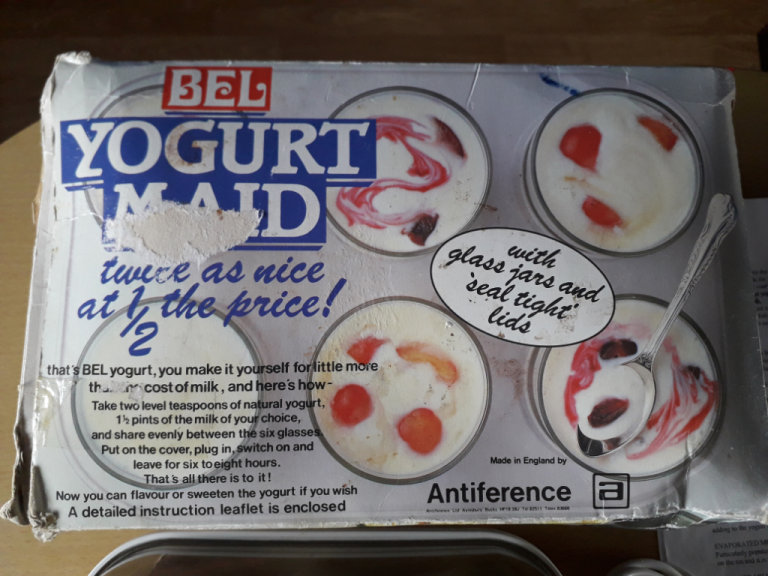 BEL
YOGURT
MAID
twice as nice
at 1/2 the price!
with
glass jars and
'seal tight'
lids
that's BEL yogurt, you make it yourself for little more
cost of milk, and here's how-
Take two level teaspoons of natural yogurt,
1½ pints of the milk of your choice,
and share evenly between the six glasses.
Put on the cover, plug in, switch on and
leave for six to eight hours.
That's all there is to it!
Now you can flavour or sweeten the yogurt if you wish
A detailed instruction leaflet is enclosed
Made in England by
Antiference a
EVAPORATED